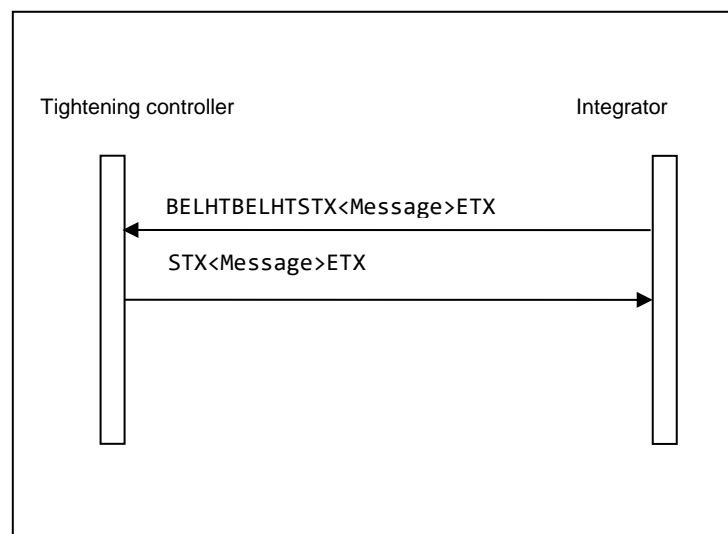 Tightening controller
Integrator
BELHTBELHTSTX<Message>ETX
STX<Message>ETX